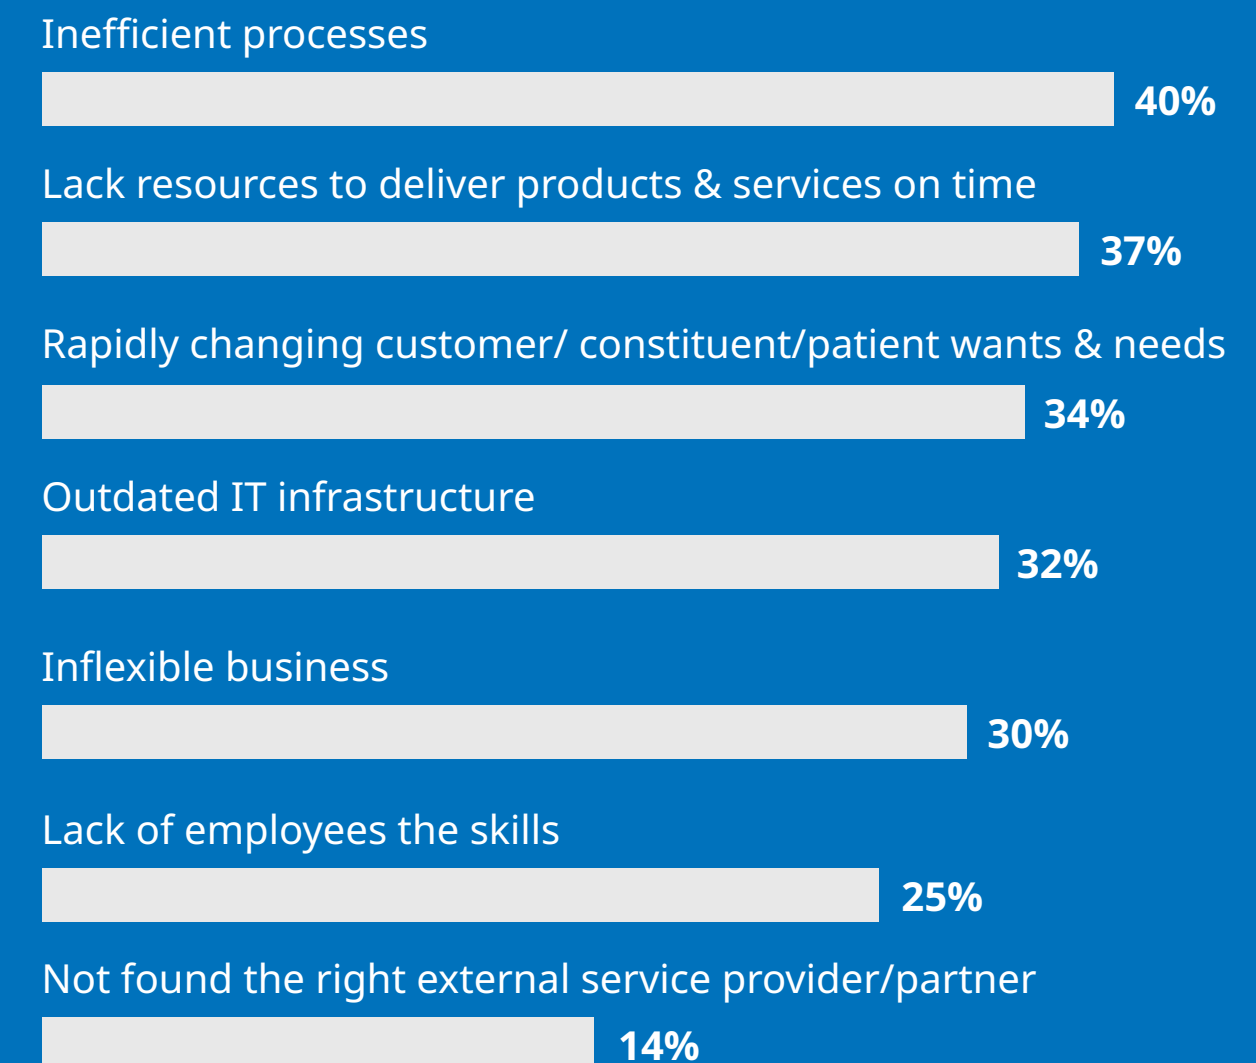 Inefficient processes
40%
Lack resources to deliver products & services on time
37%
Rapidly changing customer/ constituent/patient wants & needs
34%
Outdated IT infrastructure
32%
Inflexible business
30%
Lack of employees the skills
25%
Not found the right external service provider/partner
14%